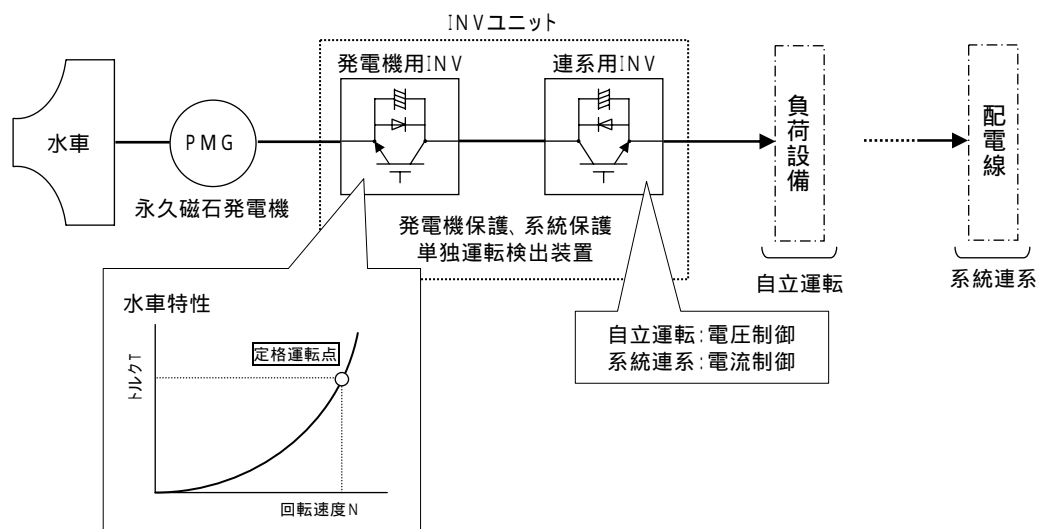 INVユニット
発電機用INV
連系用INV
水車
PMG
永久磁石発電機
発電機保護、系統保護
単独運転検出装置
負荷設備
配電線
自立運転
系統連系
水車特性
定格運転点
トルクT
回転速度N
自立運転:電圧制御
系統連系:電流制御